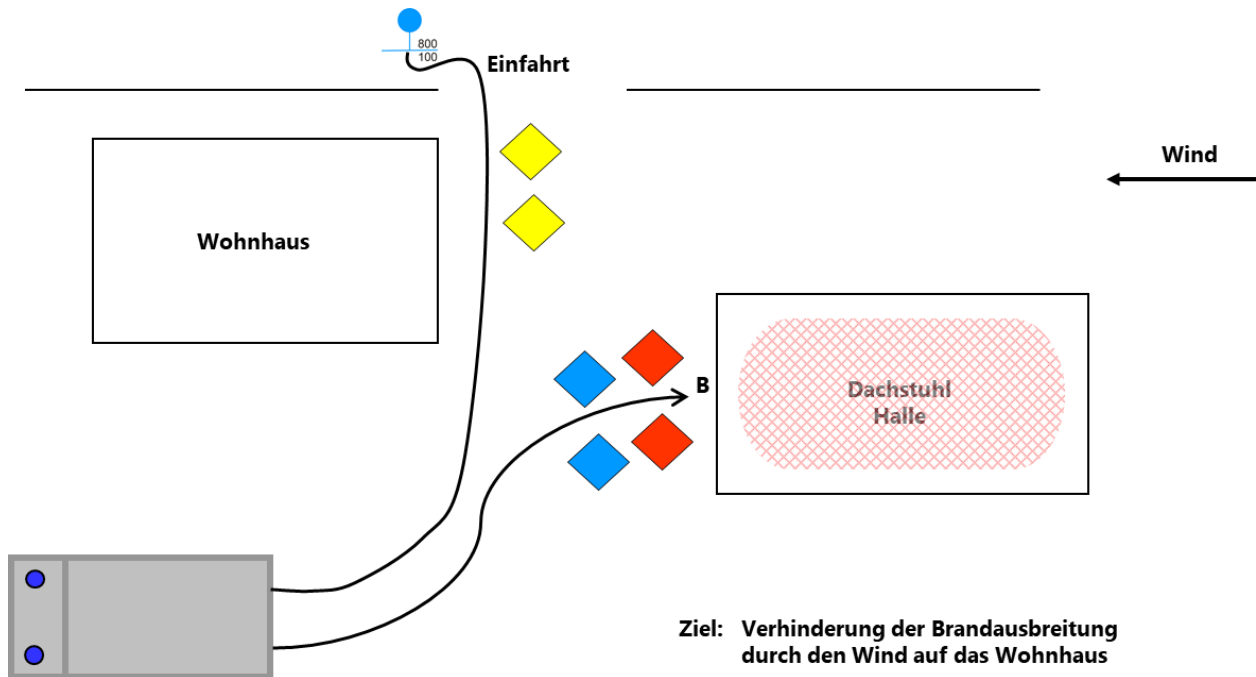 800
100
Einfahrt
Wind
Wohnhaus
B
Dachstuhl
Halle
Ziel: Verhinderung der Brandausbreitung
durch den Wind auf das Wohnhaus